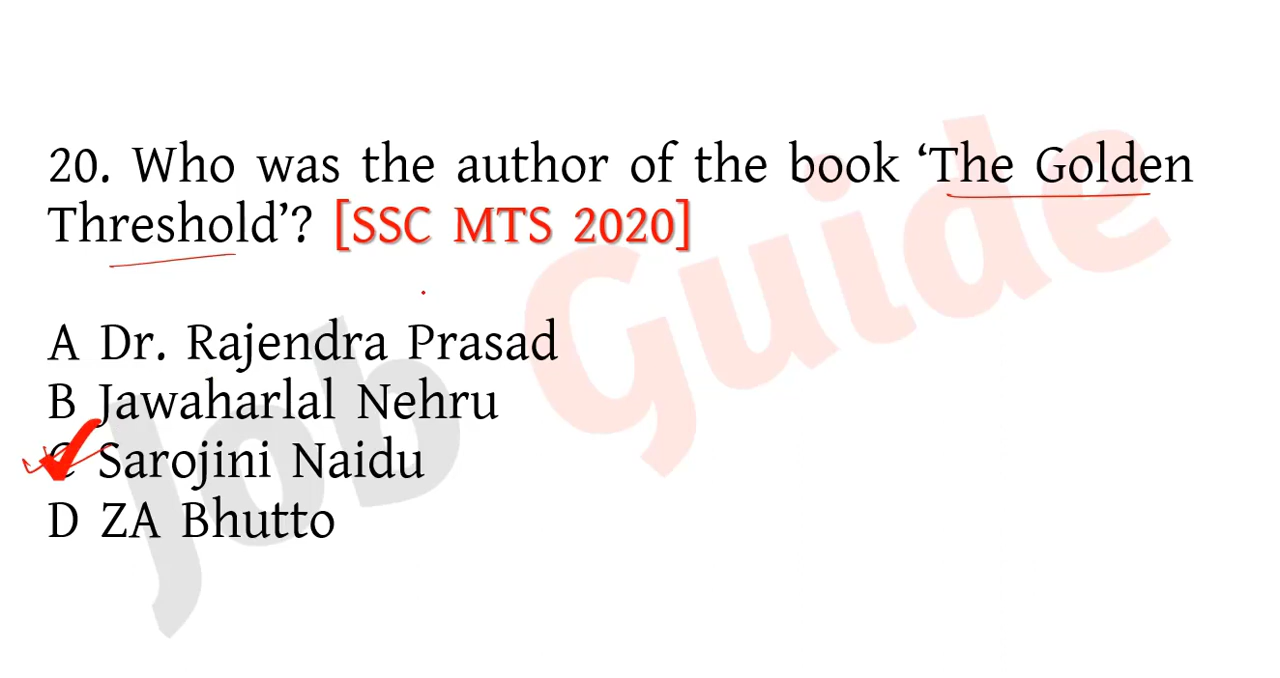 20. Who was the author of the book ‘The Golden
Threshold’? [SSC MTS 2020]
A Dr. Rajendra Prasad
B Jawaharlal Nehru
C Sarojini Naidu
D ZA Bhutto
Job Guide